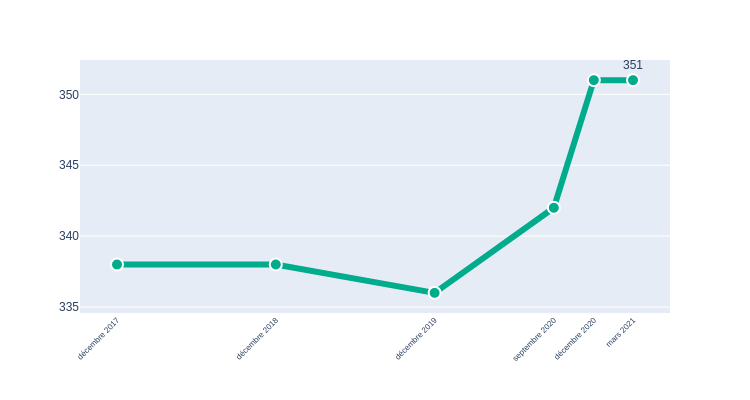 351
350
345
340
335
décembre 2017
décembre 2018
décembre 2019
septembre 2020
décembre 2020
mars 2021